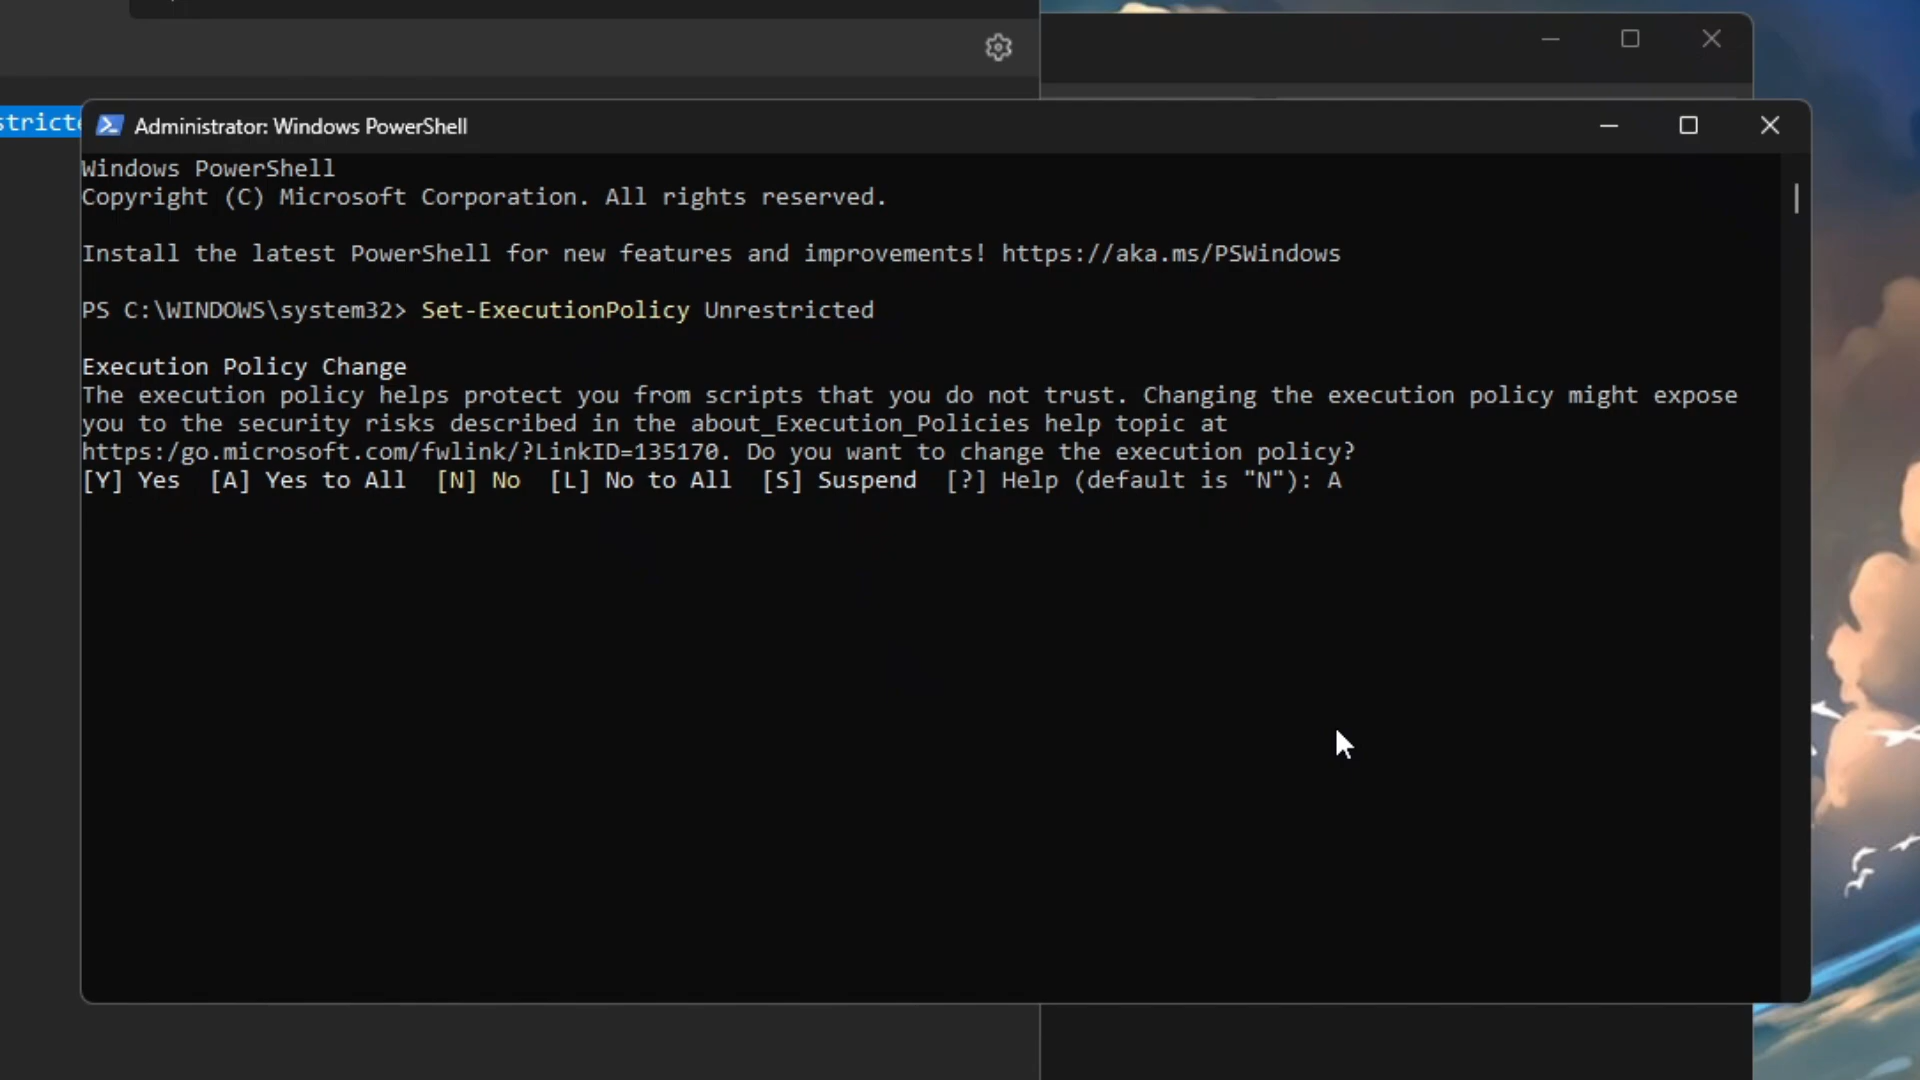 stricte
Administrator: Windows PowerShell
Windows PowerShell
Copyright (C) Microsoft Corporation. All rights reserved.
Install the latest PowerShell for new features and improvements! https://aka.ms/PSWindows
PS C:\WINDOWS\system32> Set-ExecutionPolicy Unrestricted
Execution Policy Change
The execution policy helps protect you from scripts that you do not trust. Changing the execution policy might expose
you to the security risks described in the about_Execution_Policies help topic at
https:/go.microsoft.com/fwlink/?LinkID=135170. Do you want to change the execution policy?
[Y] Yes  [A] Yes to All  [N] No  [L] No to All  [S] Suspend  [?] Help (default is "N"): A